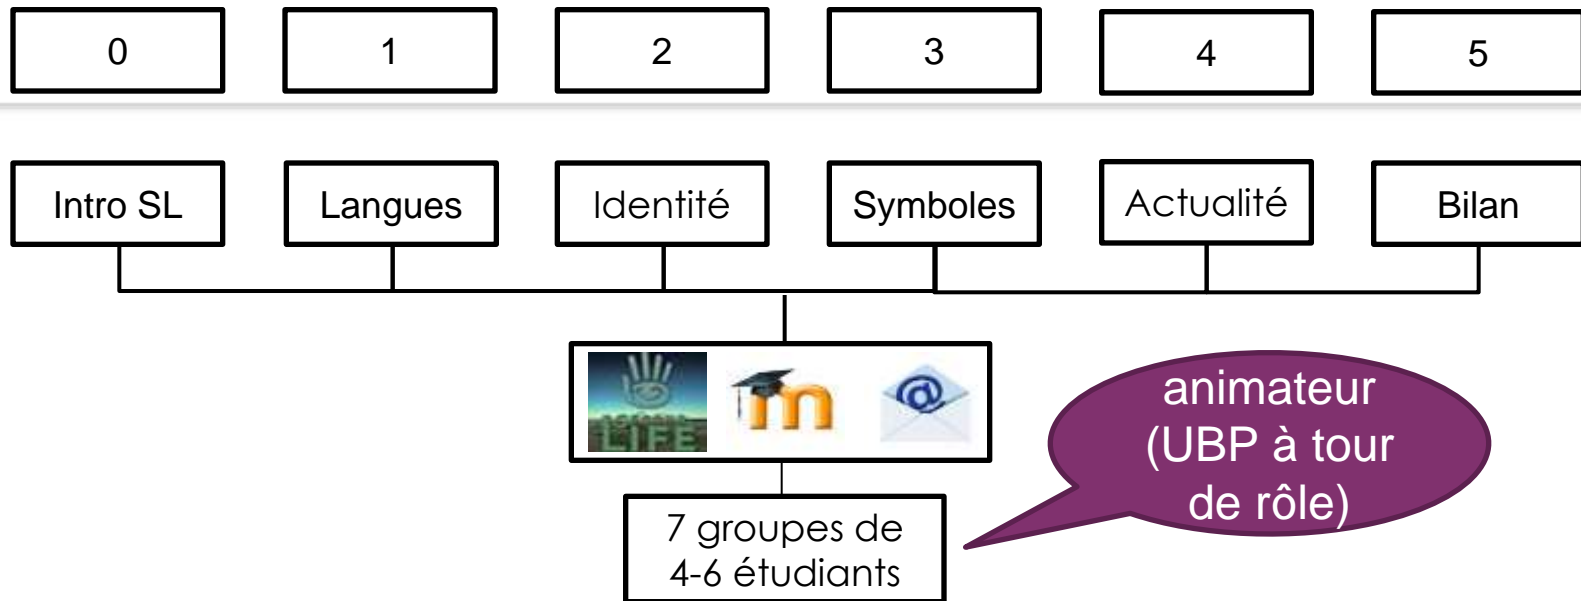 0
1
2
3
4
5
Intro SL
Langues
Identité
Symboles
Actualité
Bilan
LIFE
m
@
animateur
(UBP à tour
de rôle)
7 groupes de
4-6 étudiants